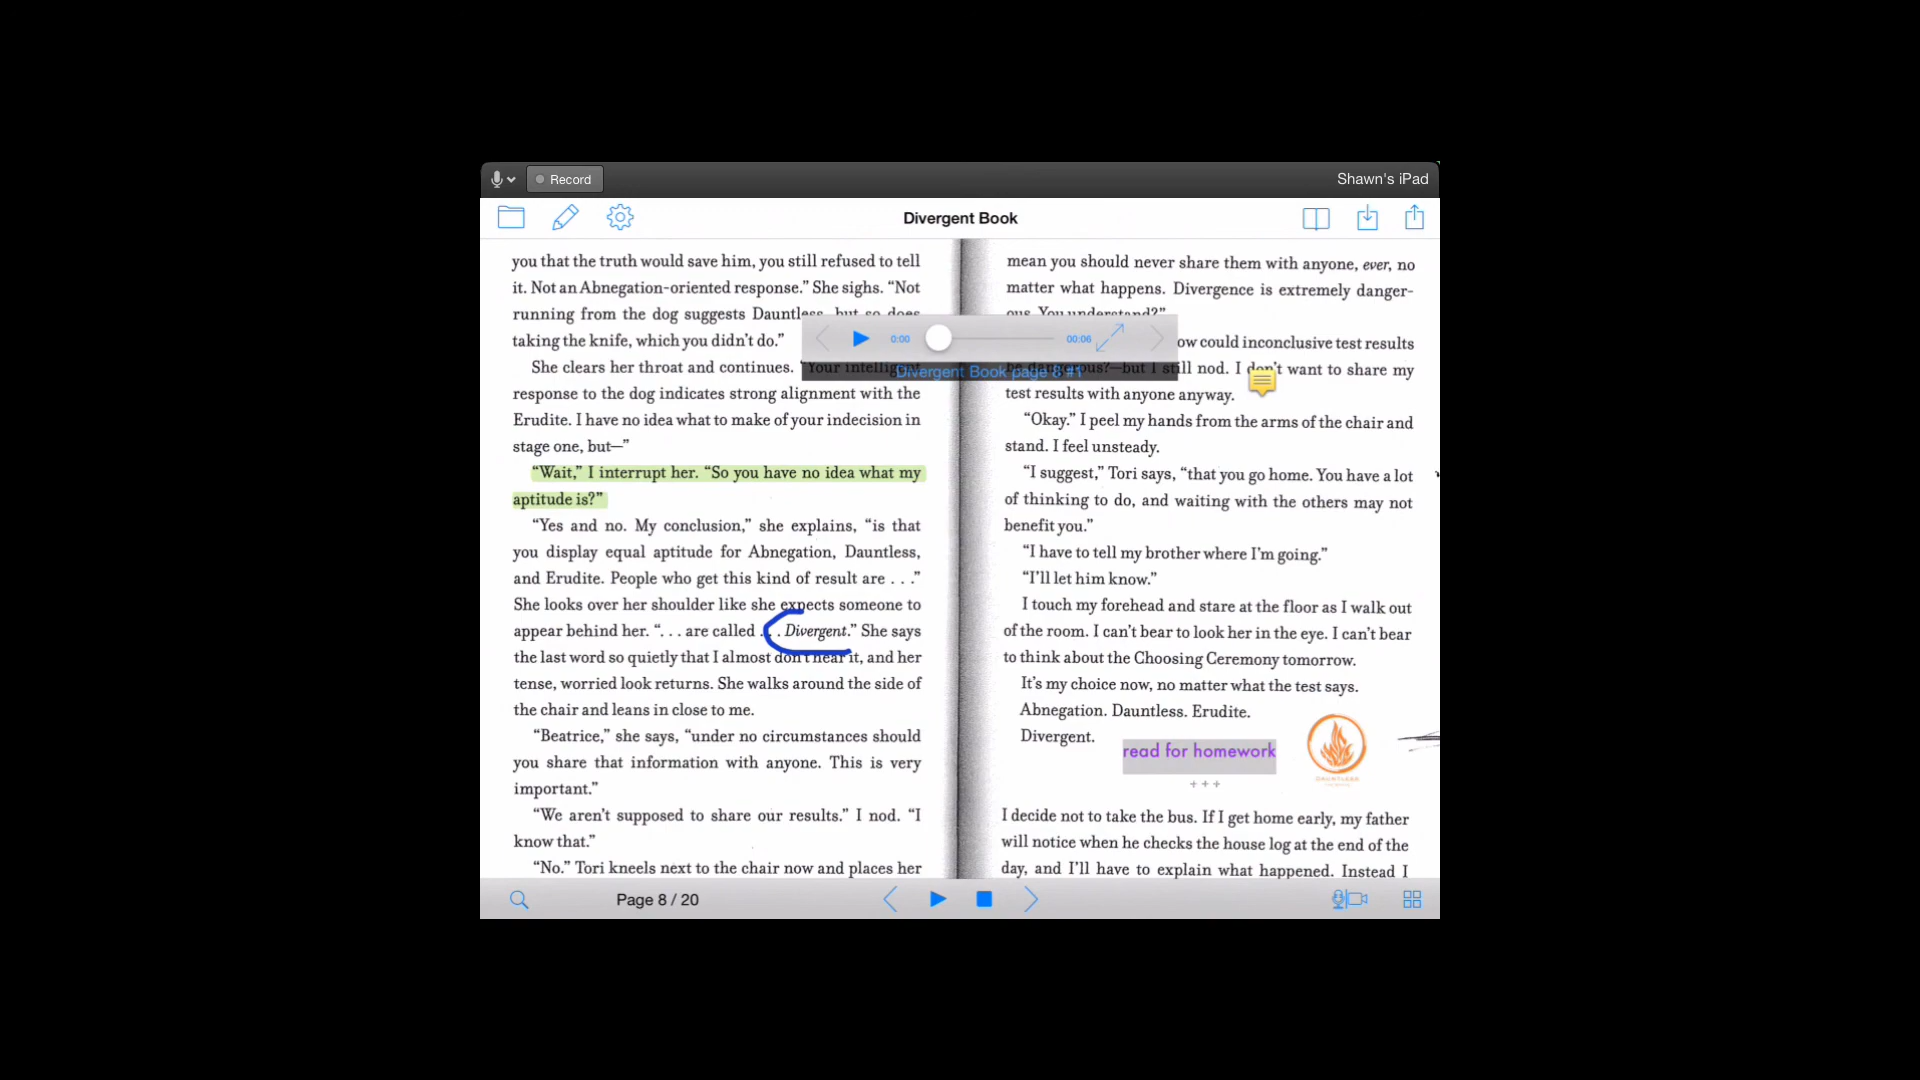 Record
Shawn's iPad
Divergent Book
you that the truth would save him, you still refused to tell
it. Not an Abnegation-oriented response.” She sighs. “Not
running from the dog suggests Dauntless, but so does
taking the knife, which you didn't do.”
She clears her throat and continues. “Your intelligent
response to the dog indicates strong alignment with the
Erudite. I have no idea what to make of your indecision in
stage one, but—”
“Wait,” I interrupt her. “So you have no idea what my
aptitude is?”
“Yes and no. My conclusion,” she explains, “is that
you display equal aptitude for Abnegation, Dauntless,
and Erudite. People who get this kind of result are . . .”
She looks over her shoulder like she expects someone to
appear behind her. “. . . are called . . . Divergent.” She says
the last word so quietly that I almost don't hear it, and her
tense, worried look returns. She walks around the side of
the chair and leans in close to me.
“Beatrice,” she says, “under no circumstances should
you share that information with anyone. This is very
important.”
“We aren't supposed to share our results.” I nod. “I
know that.”
“No.” Tori kneels next to the chair now and places her
mean you should never share them with anyone, ever, no
matter what happens. Divergence is extremely danger-
ous. You understand?”
0:00
00:06
ow could inconclusive test results
Divergent Book page 8 #1
be dangerous?—but I still nod. I don't want to share my
test results with anyone anyway.
“Okay.” I peel my hands from the arms of the chair and
stand. I feel unsteady.
“I suggest,” Tori says, “that you go home. You have a lot
of thinking to do, and waiting with the others may not
benefit you.”
“I have to tell my brother where I'm going.”
“I'll let him know.”
I touch my forehead and stare at the floor as I walk out
of the room. I can't bear to look her in the eye. I can't bear
to think about the Choosing Ceremony tomorrow.
It's my choice now, no matter what the test says.
Abnegation. Dauntless. Erudite.
Divergent.
read for homework
DAUNTLESS
+ + +
I decide not to take the bus. If I get home early, my father
will notice when he checks the house log at the end of the
day, and I'll have to explain what happened. Instead I
Page 8 / 20